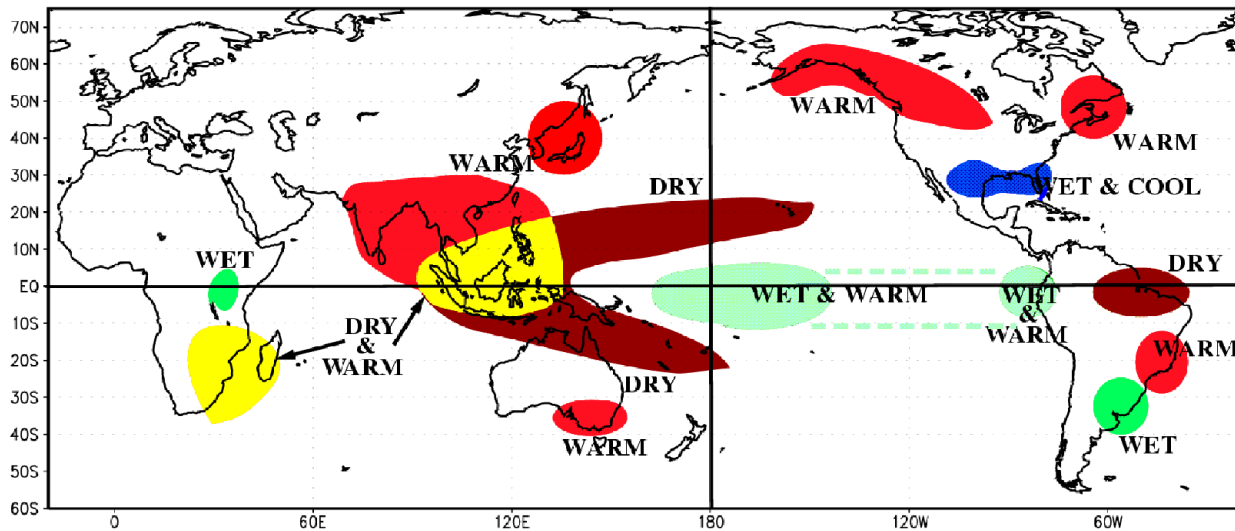 70N
60N
50N
40N
30N
20N
10N
EQ
10S
20S
30S
40S
50S
60S
0
60E
120E
180
120W
60W
WARM
WARM
WARM
DRY
WET & COOL
WET
DRY
WET & WARM
WET
&
WARM
DRY
&
WARM
DRY
WARM
WARM
WET